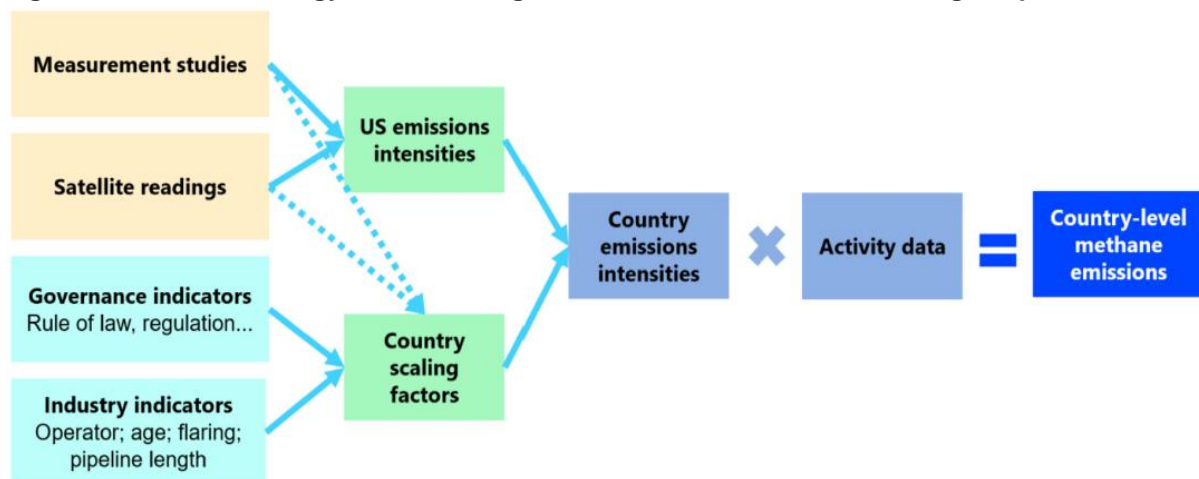 Measurement studies
Satellite readings
Governance indicators
Rule of law, regulation...
Industry indicators
Operator; age; flaring;
pipeline length
US emissions
intensities
Country
scaling
factors
Country
emissions
intensities
×
Activity data
=
Country-level
methane
emissions